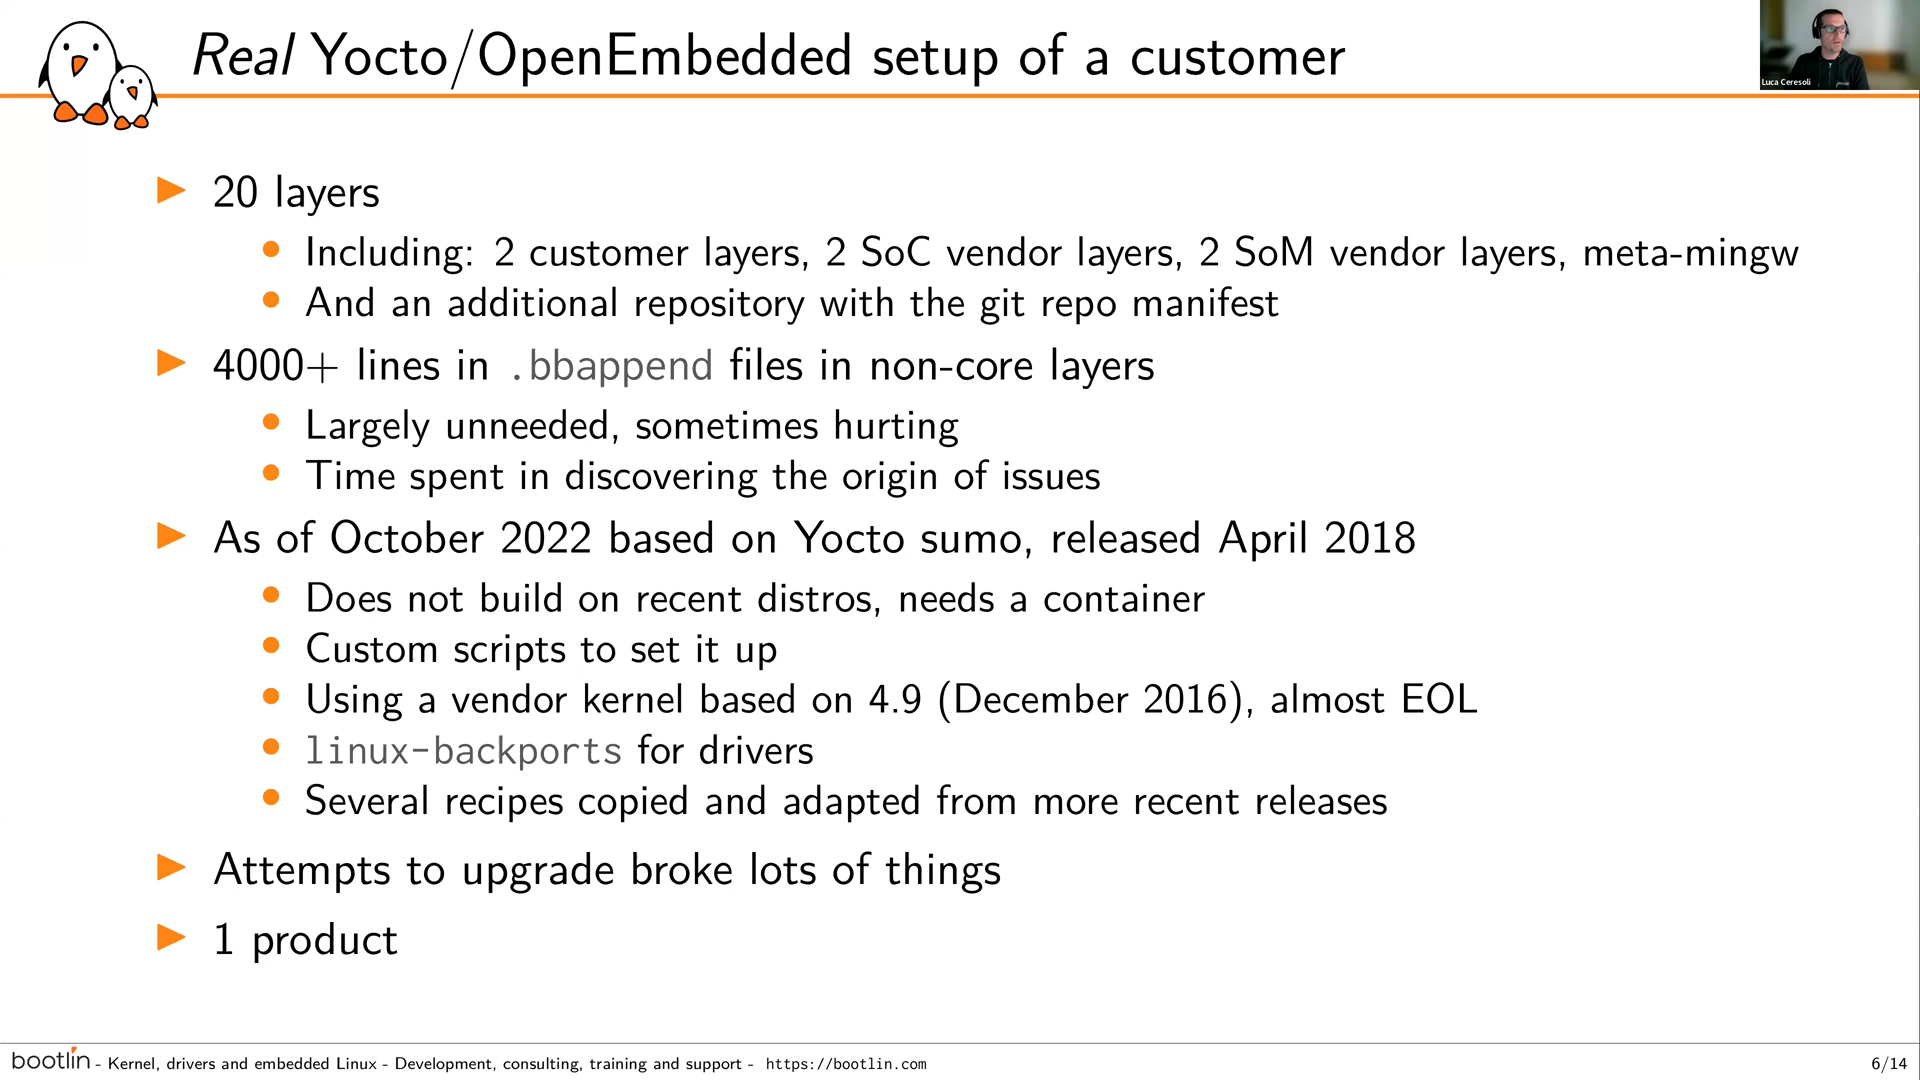 Real Yocto/OpenEmbedded setup of a customer
Luca Ceresoli
20 layers
Including: 2 customer layers, 2 SoC vendor layers, 2 SoM vendor layers, meta-mingw
And an additional repository with the git repo manifest
4000+ lines in .bbappend files in non-core layers
Largely unneeded, sometimes hurting
Time spent in discovering the origin of issues
As of October 2022 based on Yocto sumo, released April 2018
Does not build on recent distros, needs a container
Custom scripts to set it up
Using a vendor kernel based on 4.9 (December 2016), almost EOL
linux-backports for drivers
Several recipes copied and adapted from more recent releases
Attempts to upgrade broke lots of things
1 product
bootlin - Kernel, drivers and embedded Linux - Development, consulting, training and support - https://bootlin.com
6/14